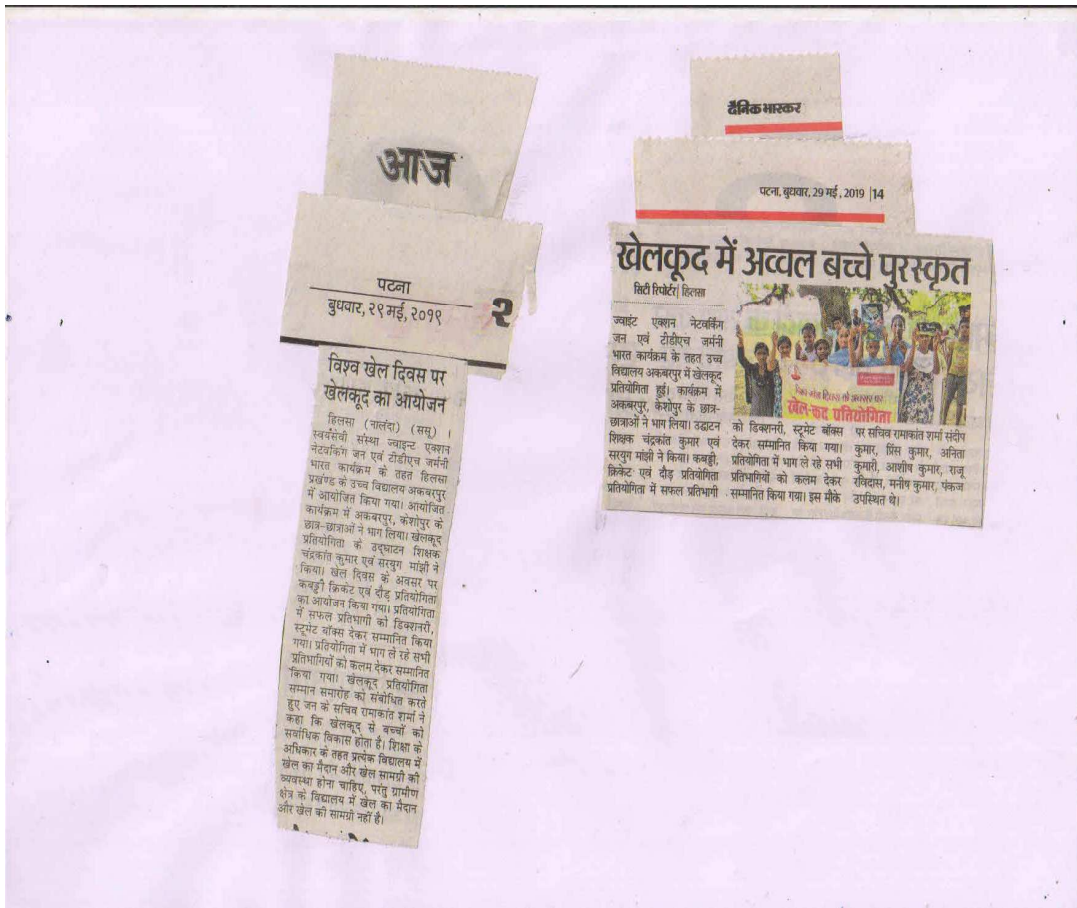 आज
पटना
बुधवार, २९ मई, २०१९
२
विश्व खेल दिवस पर
खेलकूद का आयोजन
हिलसा (नालंदा) (ससू) ।
स्वयंसेवी संस्था ज्वाइन्ट एक्शन
नेटवर्किंग जन एवं टीडीएच जर्मनी
भारत कार्यक्रम के तहत हिलसा
प्रखण्ड के उच्च विद्यालय अकबरपुर
में आयोजित किया गया। आयोजित
कार्यक्रम में अकबरपुर, केशोपुर के
छात्र-छात्राओं ने भाग लिया। खेलकूद
प्रतियोगिता के उद्घाटन शिक्षक
चंद्रकांत कुमार एवं सरयुग मांझी ने
किया। खेल दिवस के अवसर पर
कबड्डी क्रिकेट एवं दौड़ प्रतियोगिता
का आयोजन किया गया। प्रतियोगिता
में सफल प्रतिभागी को डिक्शनरी,
स्टूमेट बॉक्स देकर सम्मानित किया
गया। प्रतियोगिता में भाग ले रहे सभी
प्रतिभागियों को कलम देकर सम्मानित
किया गया। खेलकूद प्रतियोगिता
सम्मान समारोह को संबोधित करते
हुए जन के सचिव रामाकांत शर्मा ने
कहा कि खेलकूद से बच्चों को
सर्वाधिक विकास होता है। शिक्षा के
अधिकार के तहत प्रत्येक विद्यालय में
खेल का मैदान और खेल सामग्री की
व्यवस्था होना चाहिए, परंतु ग्रामीण
क्षेत्र के विद्यालय में खेल का मैदान
और खेल की सामग्री नहीं है।
दैनिक भास्कर
पटना, बुधवार, 29 मई, 2019 |14
खेलकूद में अव्वल बच्चे पुरस्कृत
सिटी रिपोर्टर| हिलसा
ज्वाइंट एक्शन नेटवर्किंग
जन एवं टीडीएच जर्मनी
भारत कार्यक्रम के तहत उच्च
विद्यालय अकबरपुर में खेलकूद
प्रतियोगिता हुई। कार्यक्रम में
अकबरपुर, केशोपुर के छात्र-
छात्राओं ने भाग लिया। उद्घाटन
शिक्षक चंद्रकांत कुमार एवं
सरयुग मांझी ने किया। कबड्डी,
क्रिकेट एवं दौड़ प्रतियोगिता
प्रतियोगिता में सफल प्रतिभागी
को डिक्शनरी, स्टूमेट बॉक्स
देकर सम्मानित किया गया।
प्रतियोगिता में भाग ले रहे सभी
प्रतिभागियों को कलम देकर
सम्मानित किया गया। इस मौके
पर सचिव रामाकांत शर्मा संदीप
कुमार, प्रिंस कुमार, अनिता
कुमारी, आशीष कुमार, राजू
रविदास, मनीष कुमार, पंकज
उपस्थित थे।
विश्व खेल दिवस के अवसर पर
खेल-कूद प्रतियोगिता